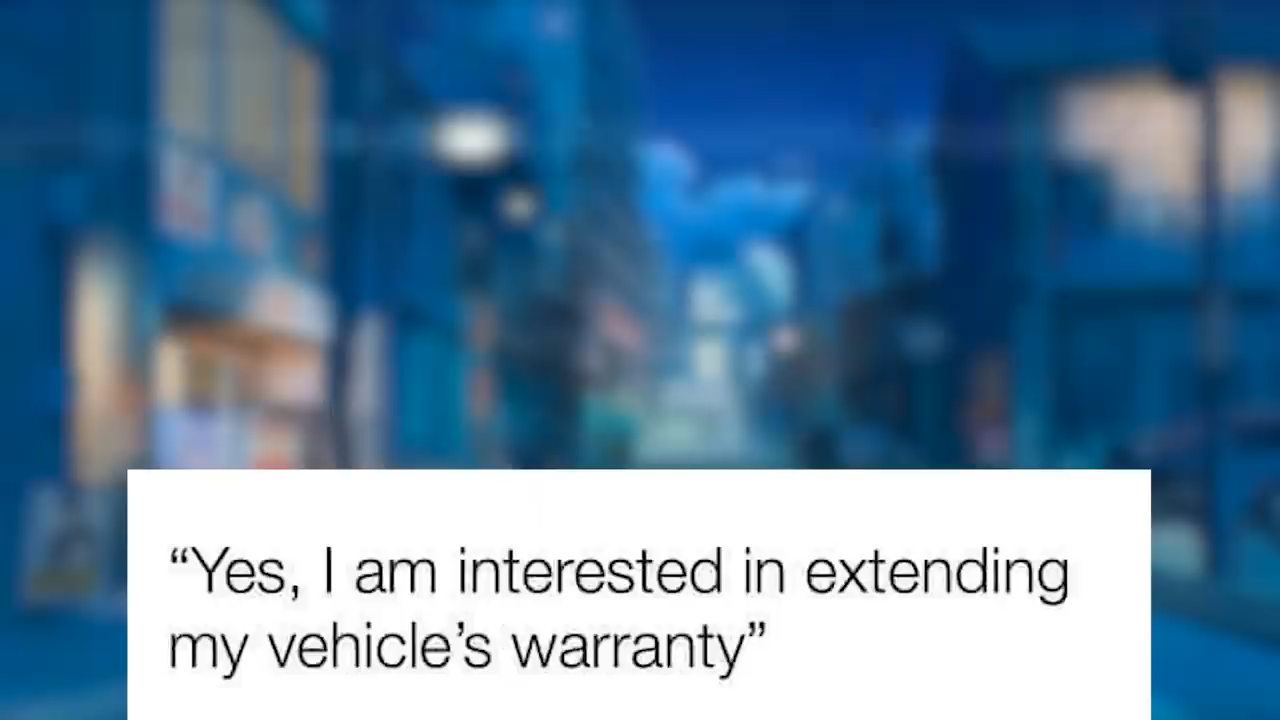 “Yes, I am interested in extending
my vehicle’s warranty”